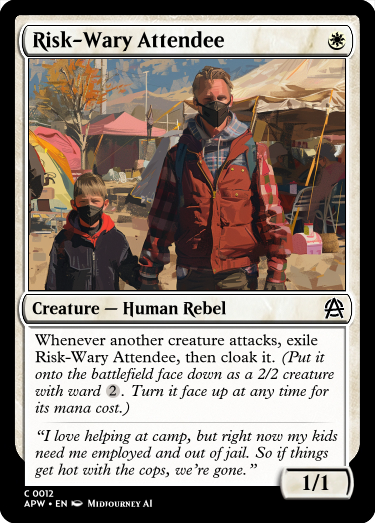 Risk-Wary Attendee
Creature — Human Rebel
Whenever another creature attacks, exile
Risk-Wary Attendee, then cloak it. (Put it
onto the battlefield face down as a 2/2 creature
with ward 2. Turn it face up at any time for
its mana cost.)
“I love helping at camp, but right now my kids
need me employed and out of jail. So if things
get hot with the cops, we’re gone.”
1/1
C 0012
APW • EN Midjourney AI